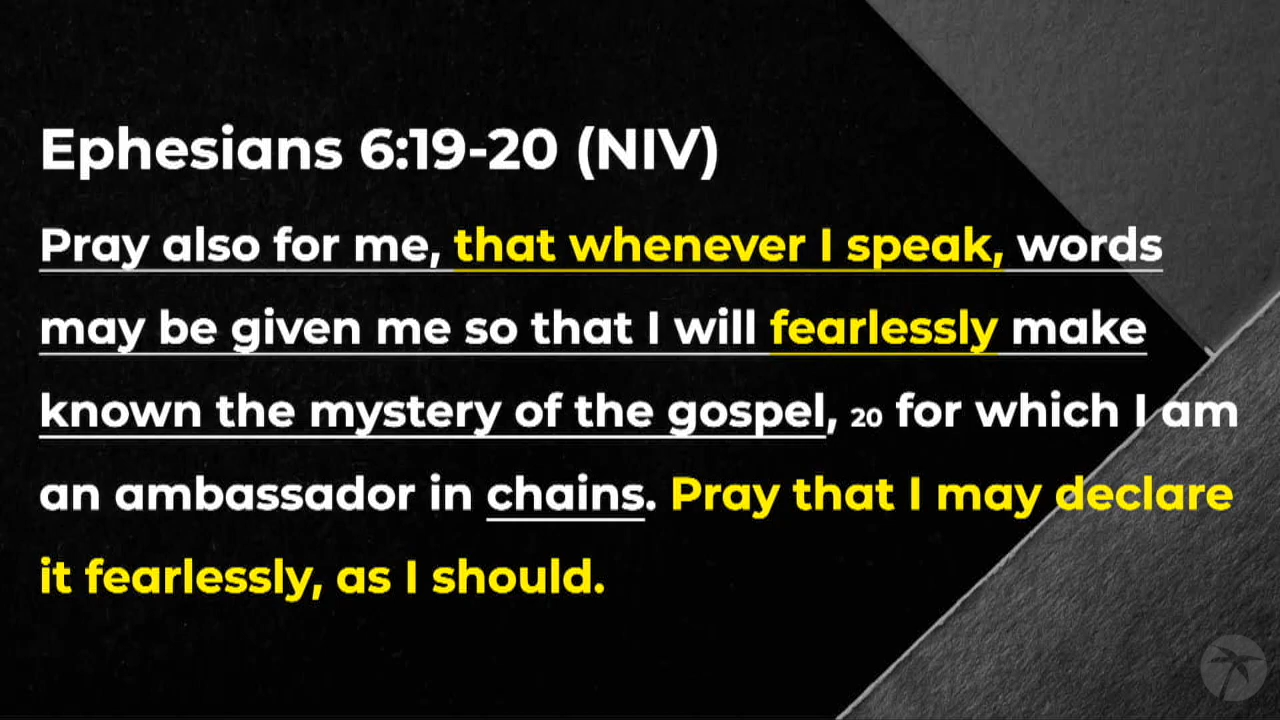 Ephesians 6:19-20 (NIV)
Pray also for me, that whenever I speak, words
may be given me so that I will fearlessly make
known the mystery of the gospel, 20 for which I am
an ambassador in chains. Pray that I may declare
it fearlessly, as I should.